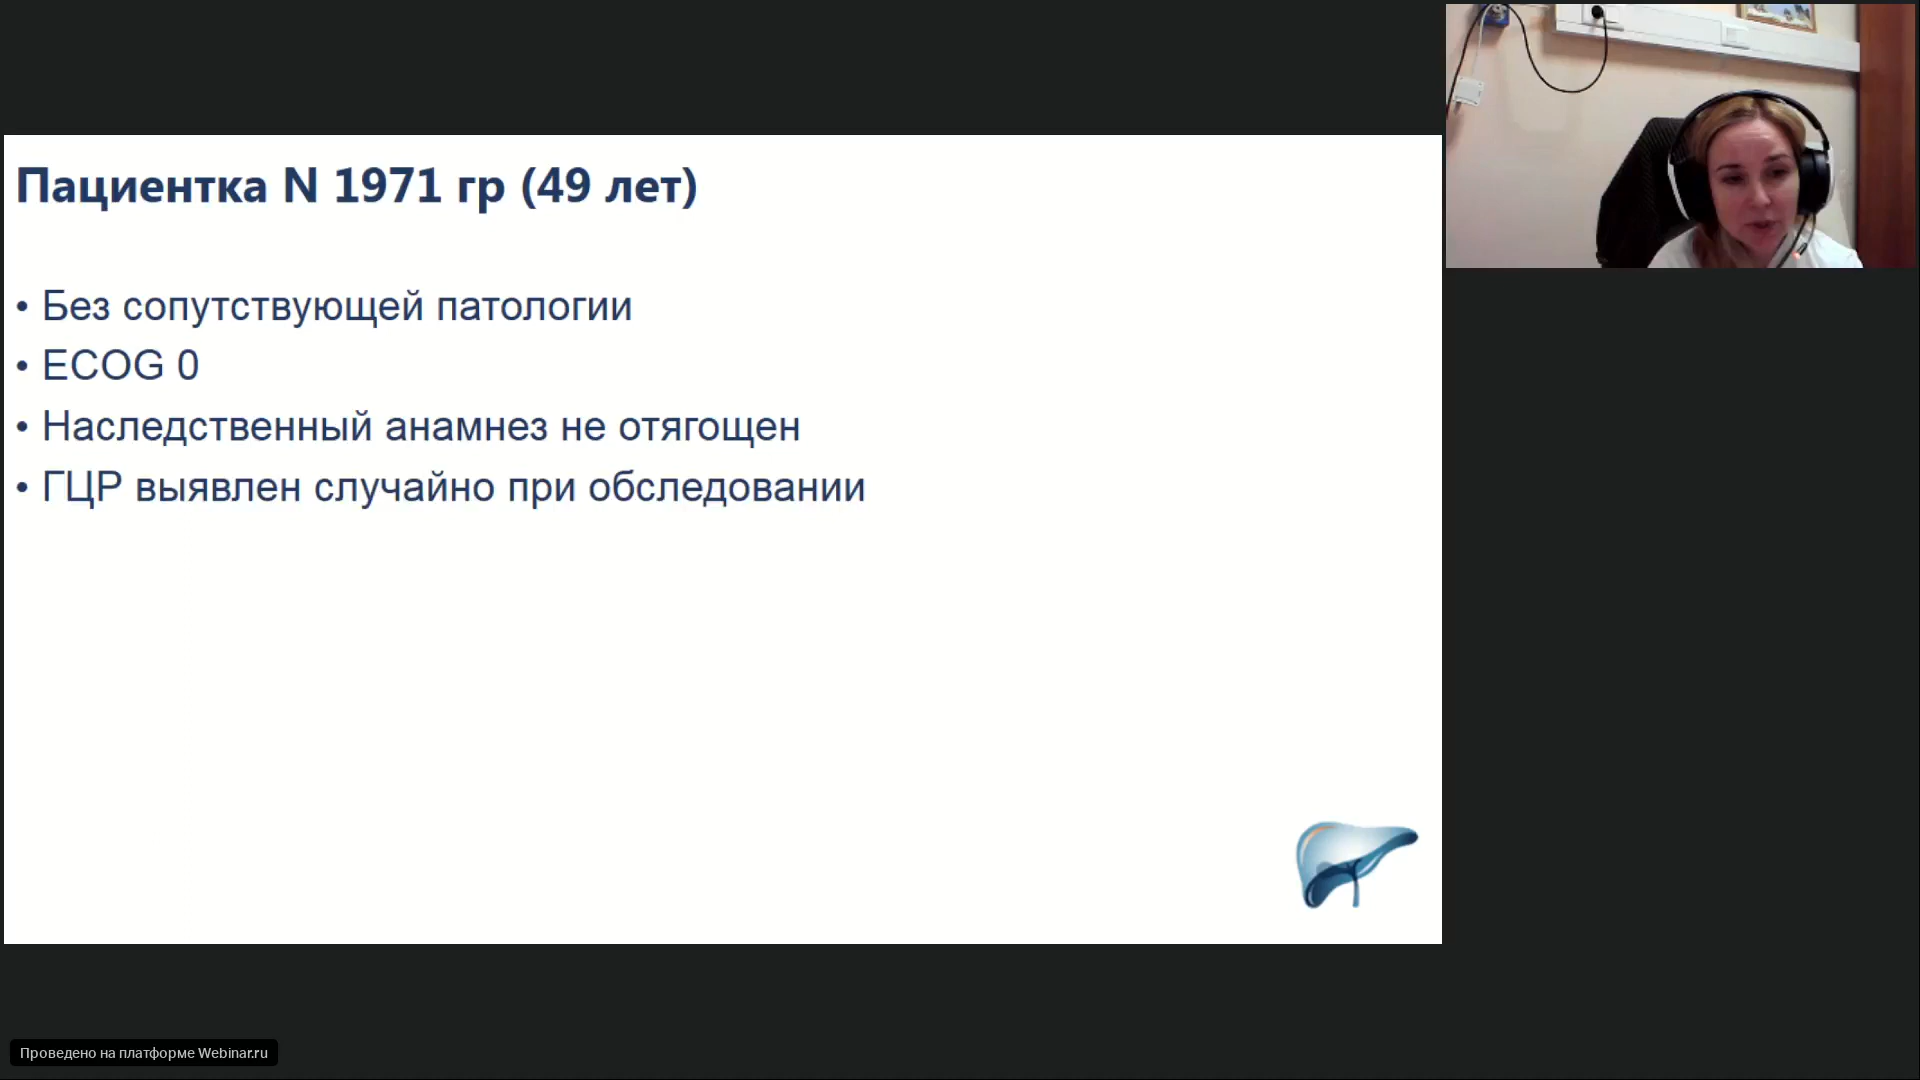 Пациентка N 1971 гр (49 лет)
• Без сопутствующей патологии
• ECOG 0
• Наследственный анамнез не отягощен
• ГЦР выявлен случайно при обследовании
Проведено на платформе Webinar.ru